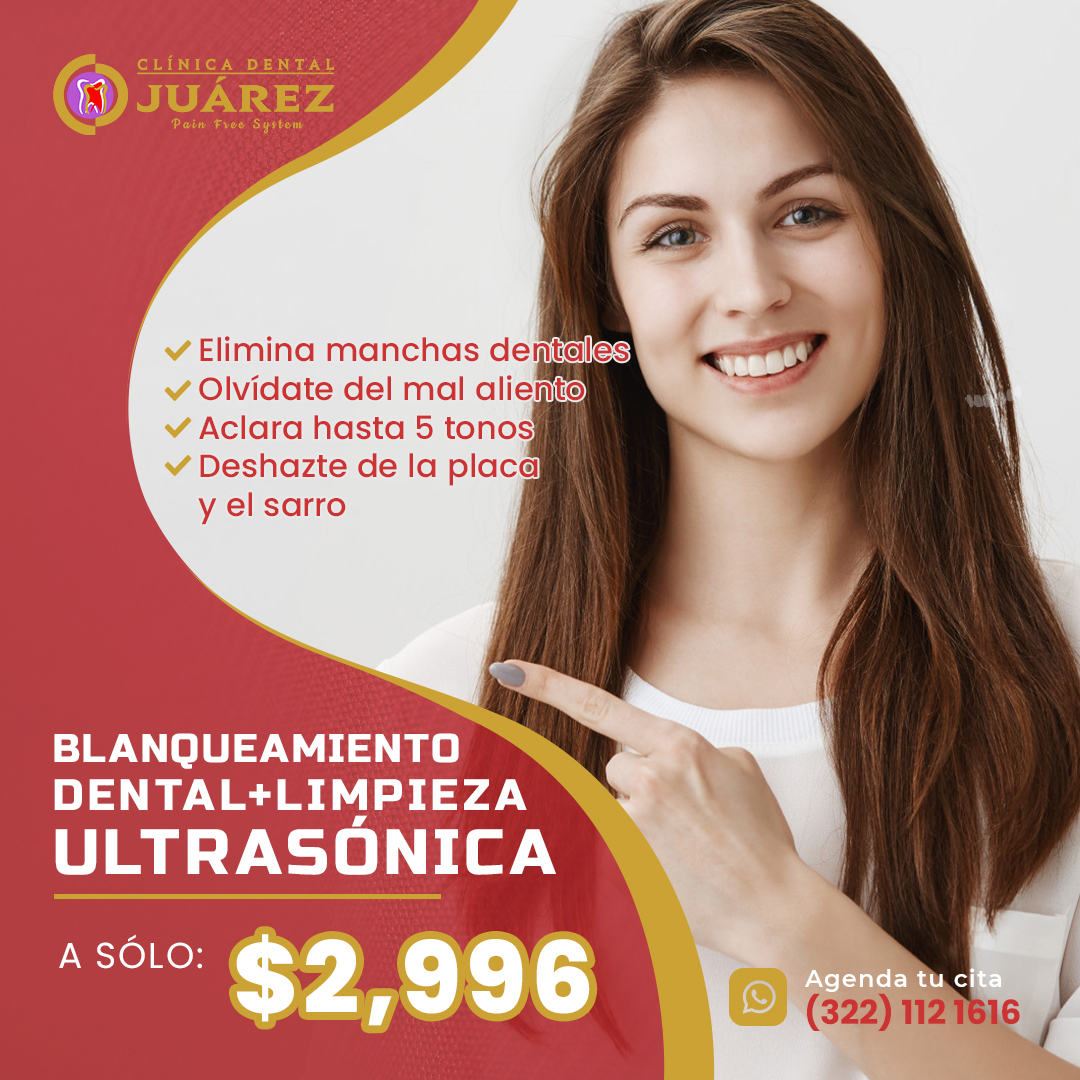 CLÍNICA DENTAL
JUÁREZ
Pain Free System
Elimina manchas dentales
Olvídate del mal aliento
Aclara hasta 5 tonos
Deshazte de la placa
y el sarro
BLANQUEAMIENTO
DENTAL+LIMPIEZA
ULTRASÓNICA
A SÓLO: $2,996
Agenda tu cita
(322) 112 1616